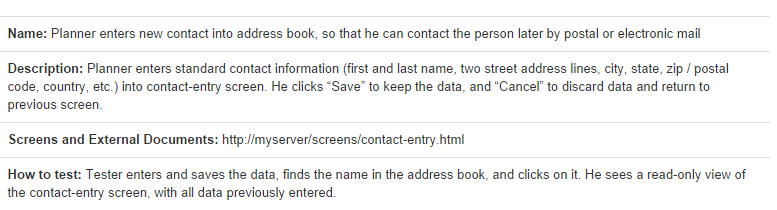 Name: Planner enters new contact into address book, so that he can contact the person later by postal or electronic mail
Description: Planner enters standard contact information (first and last name, two street address lines, city, state, zip / postal
code, country, etc.) into contact-entry screen. He clicks “Save” to keep the data, and “Cancel” to discard data and return to
previous screen.
Screens and External Documents: http://myserver/screens/contact-entry.html
How to test: Tester enters and saves the data, finds the name in the address book, and clicks on it. He sees a read-only view of
the contact-entry screen, with all data previously entered.